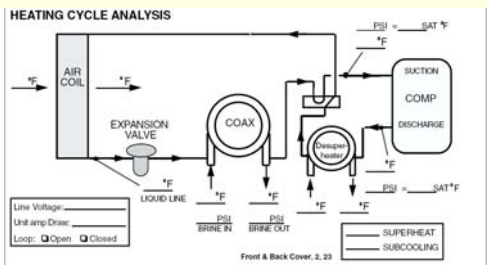 HEATING CYCLE ANALYSIS
PSI = SAT °F
°F
AIR
COIL
°F
°F
SUCTION
COMP
DISCHARGE
EXPANSION
VALVE
COAX
Desuper-
heater
°F
LIQUID LINE
°F
°F
°F
PSI = SAT °F
°F
°F
PSI
BRINE IN
PSI
BRINE OUT
Line Voltage:
Unit amp Draw:
Loop: Open Closed
SUPERHEAT
SUBCOOLING
Front & Back Cover, 2, 23